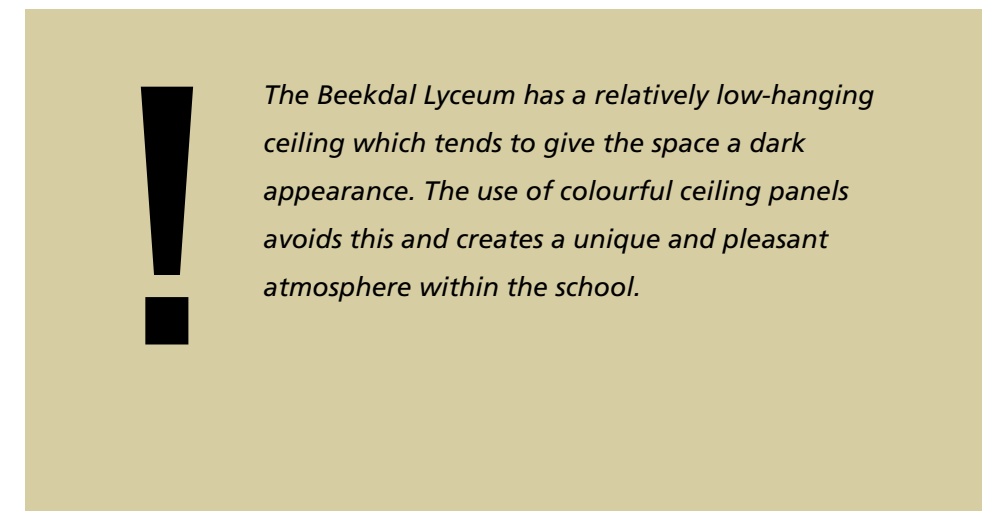 !
The Beekdal Lyceum has a relatively low-hanging
ceiling which tends to give the space a dark
appearance. The use of colourful ceiling panels
avoids this and creates a unique and pleasant
atmosphere within the school.